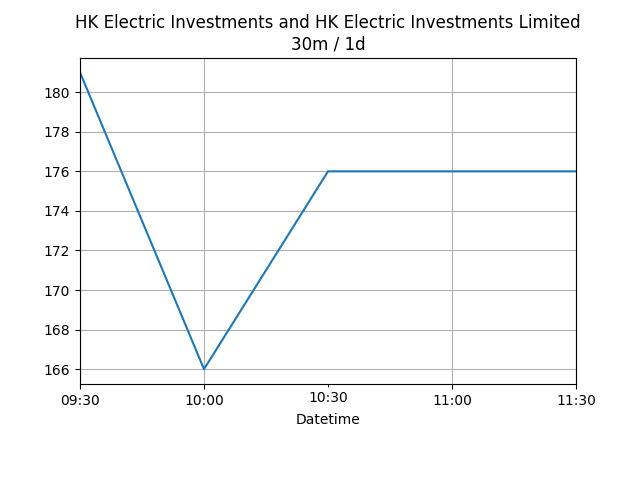 HK Electric Investments and HK Electric Investments Limited
30m / 1d
180
178
176
174
172
170
168
166
09:30 10:00 10:30 11:00 11:30
Datetime